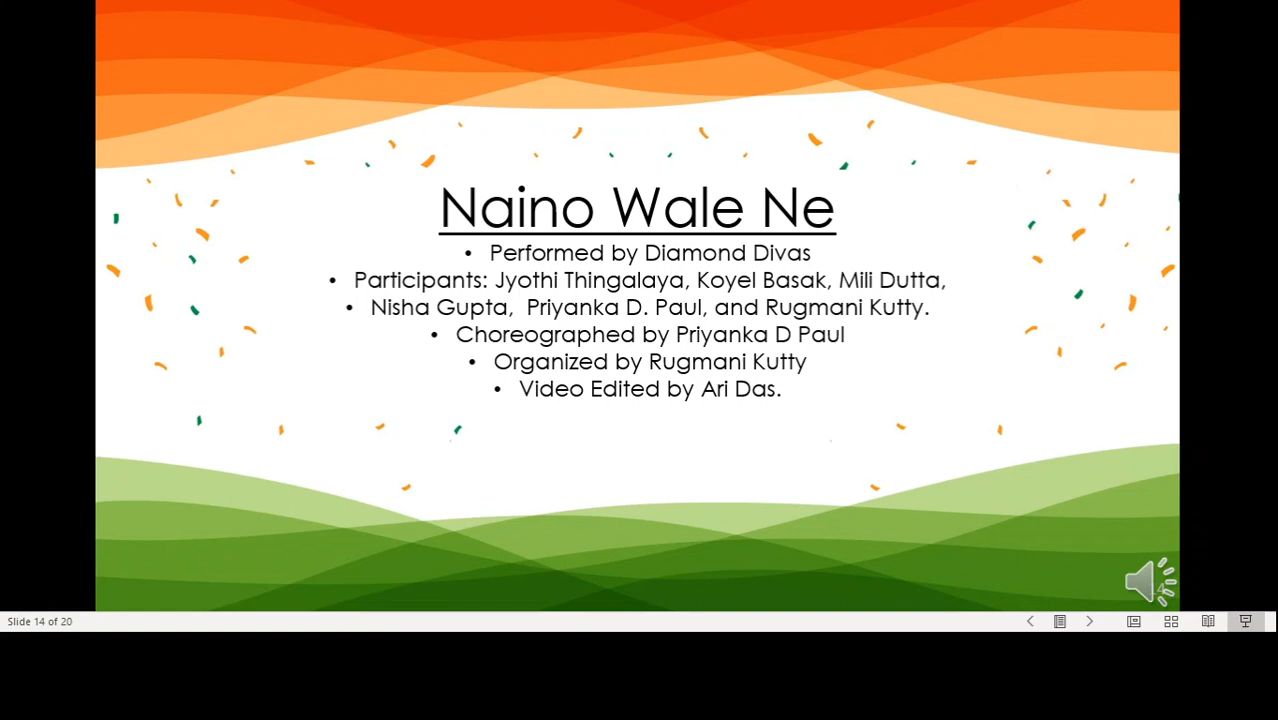 Naino Wale Ne
• Performed by Diamond Divas
• Participants: Jyothi Thingalaya, Koyel Basak, Mili Dutta,
• Nisha Gupta,  Priyanka D. Paul, and Rugmani Kutty.
• Choreographed by Priyanka D Paul
• Organized by Rugmani Kutty
• Video Edited by Ari Das.
Slide 14 of 20